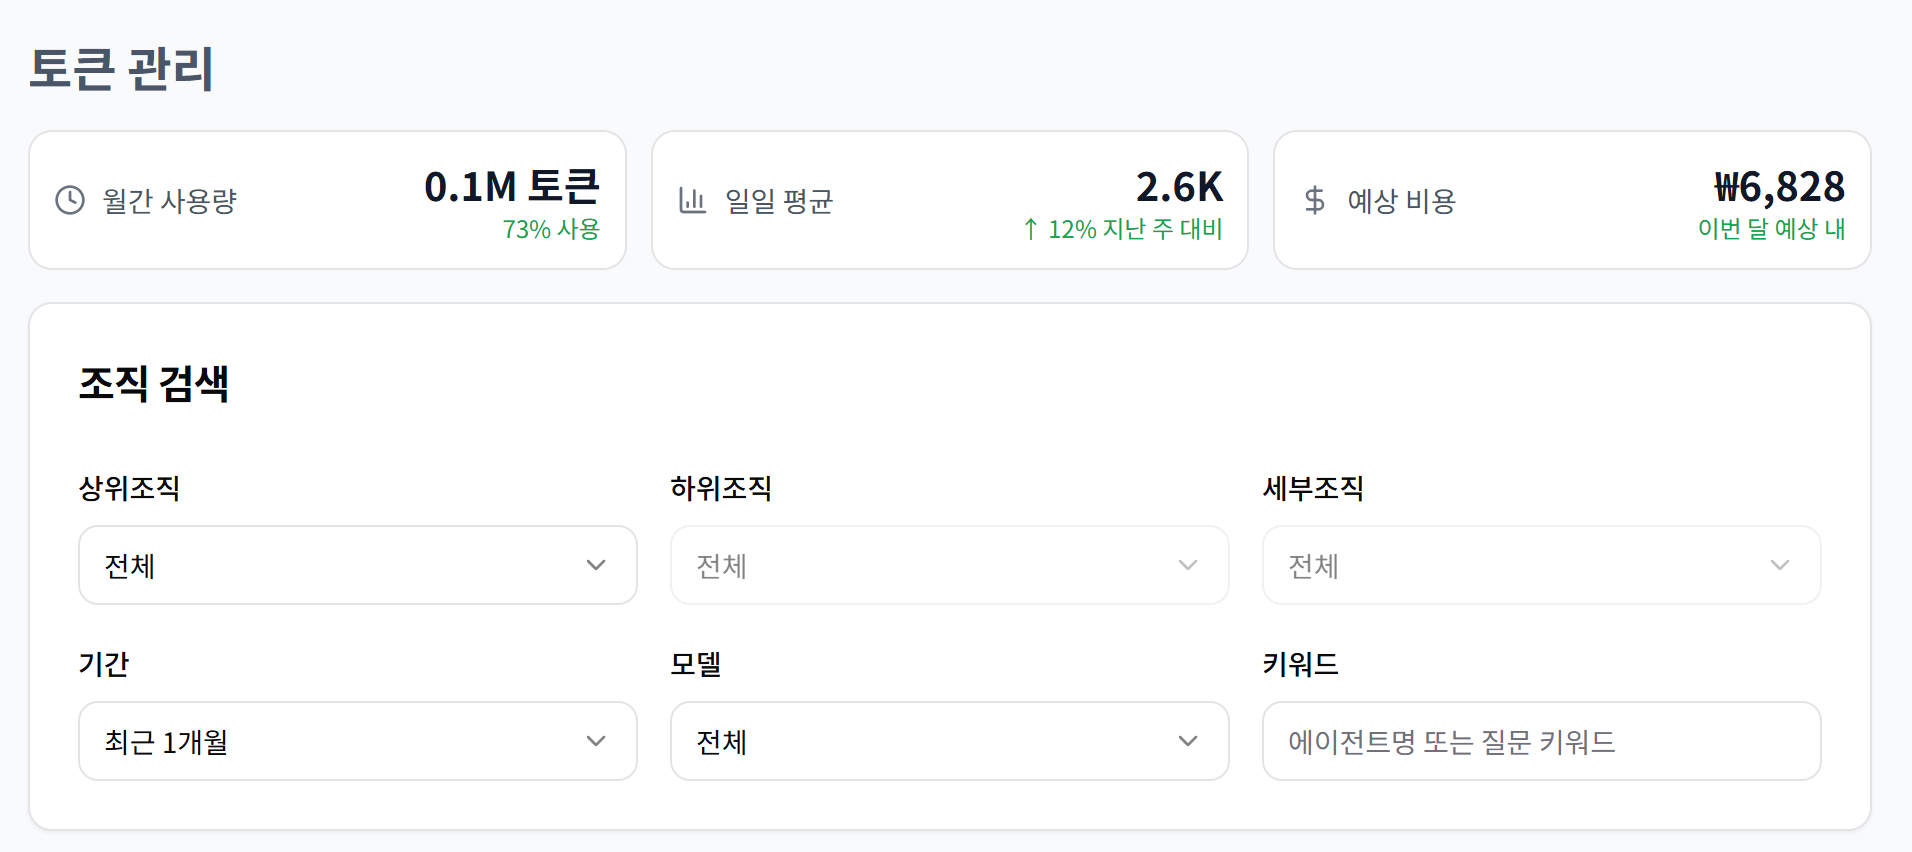 토큰 관리
월간 사용량
0.1M 토큰
73% 사용
일일 평균
2.6K
↑ 12% 지난 주 대비
예상 비용
₩6,828
이번 달 예상 내
조직 검색
상위조직
하위조직
세부조직
전체
전체
전체
기간
모델
키워드
최근 1개월
전체
에이전트명 또는 질문 키워드